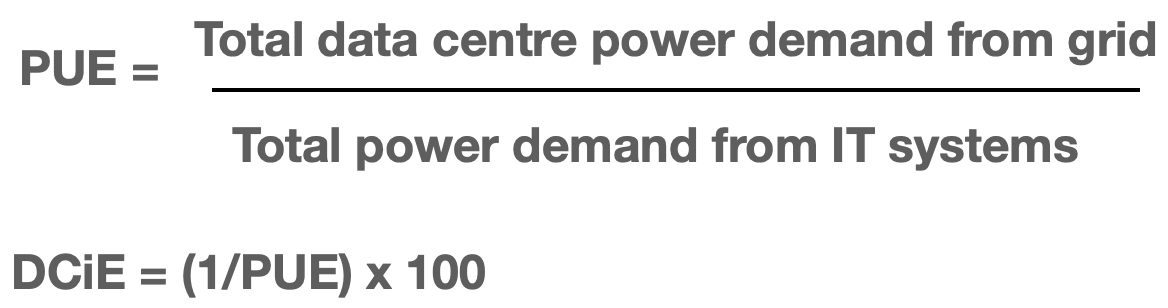 PUE = Total data centre power demand from grid
Total power demand from IT systems
DCiE = (1/PUE) x 100